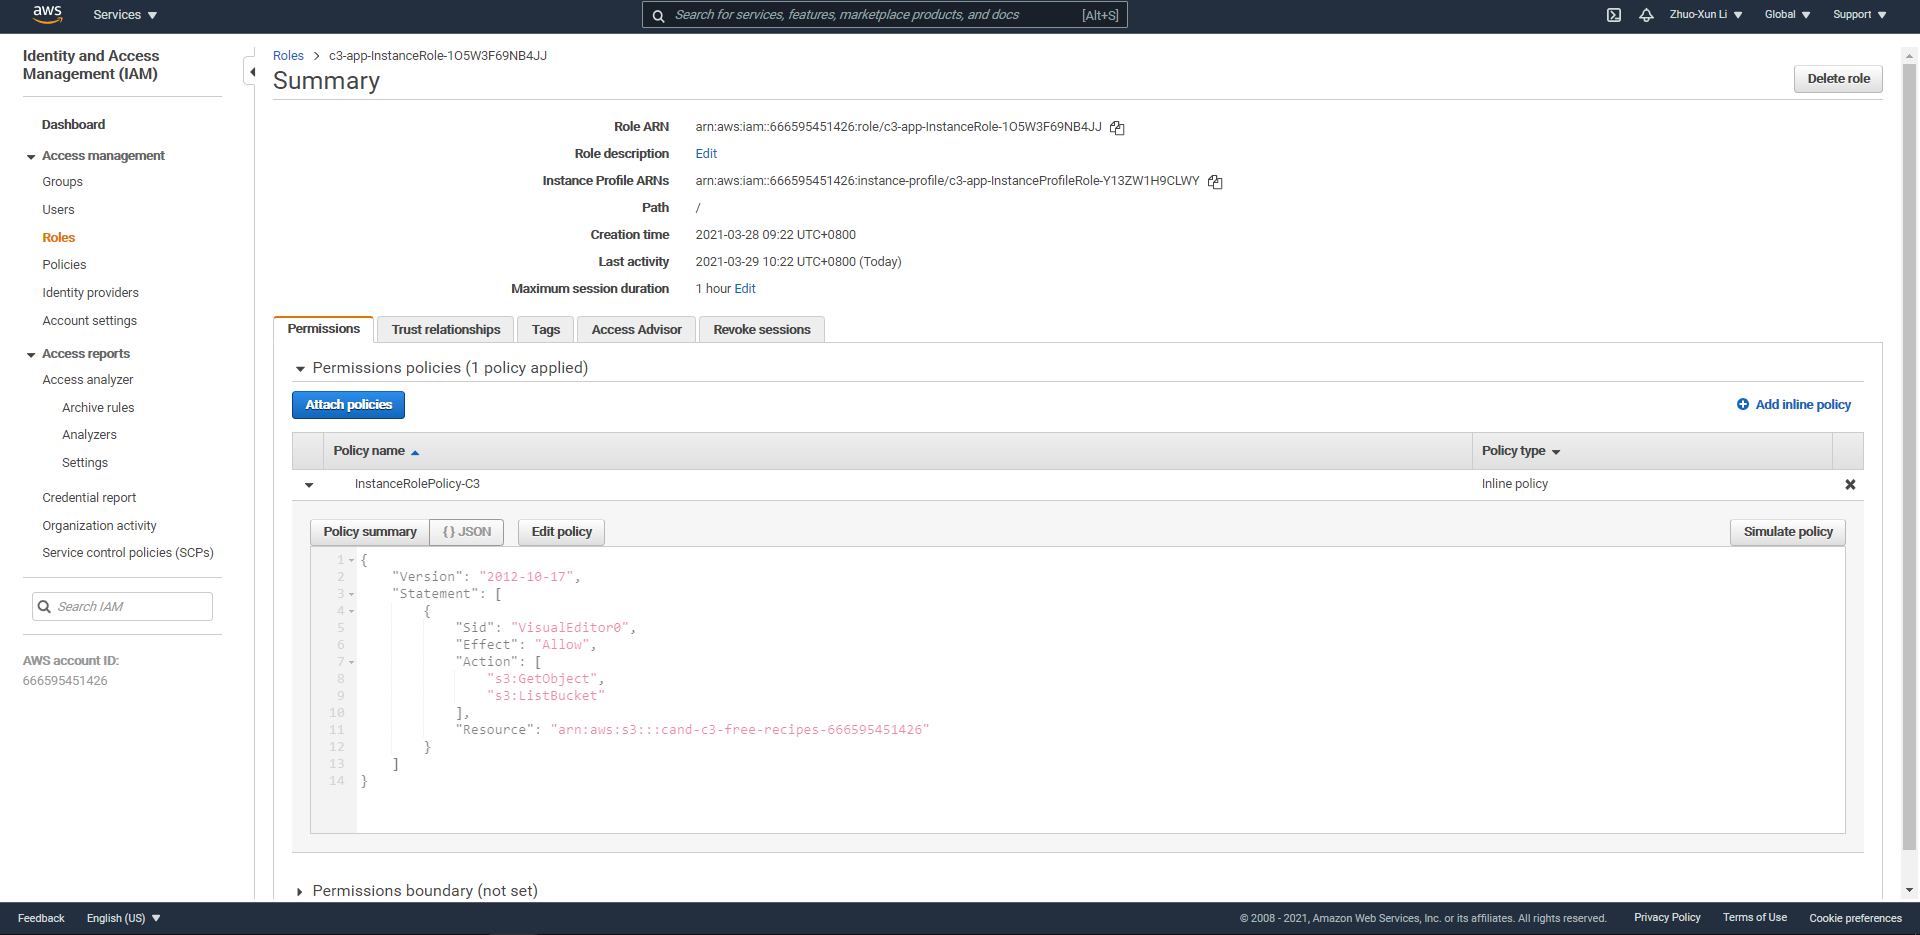 aws Services Search for services, features, marketplace products, and docs [Alt+S] Zhuo-Xun Li Global Support
Identity and Access
Management (IAM)
Dashboard
Access management
Groups
Users
Roles
Policies
Identity providers
Account settings
Access reports
Access analyzer
Archive rules
Analyzers
Settings
Credential report
Organization activity
Service control policies (SCPs)
Search IAM
AWS account ID:
666595451426
Roles > c3-app-InstanceRole-1O5W3F69NB4JJ
Summary
Delete role
Role ARN arn:aws:iam::666595451426:role/c3-app-InstanceRole-1O5W3F69NB4JJ
Role description Edit
Instance Profile ARNs arn:aws:iam::666595451426:instance-profile/c3-app-InstanceProfileRole-Y13ZW1H9CLWY
Path /
Creation time 2021-03-28 09:22 UTC+0800
Last activity 2021-03-29 10:22 UTC+0800 (Today)
Maximum session duration 1 hour Edit
Permissions Trust relationships Tags Access Advisor Revoke sessions
Permissions policies (1 policy applied)
Attach policies Add inline policy
Policy name Policy type
InstanceRolePolicy-C3 Inline policy
Policy summary {} JSON Edit policy Simulate policy
1 {
2 "Version": "2012-10-17",
3 "Statement": [
4 {
5 "Sid": "VisualEditor0",
6 "Effect": "Allow",
7 "Action": [
8 "s3:GetObject",
9 "s3:ListBucket"
10 ],
11 "Resource": "arn:aws:s3:::cand-c3-free-recipes-666595451426"
12 }
13 ]
14 }
Permissions boundary (not set)
Feedback English (US) © 2008 - 2021, Amazon Web Services, Inc. or its affiliates. All rights reserved. Privacy Policy Terms of Use Cookie preferences